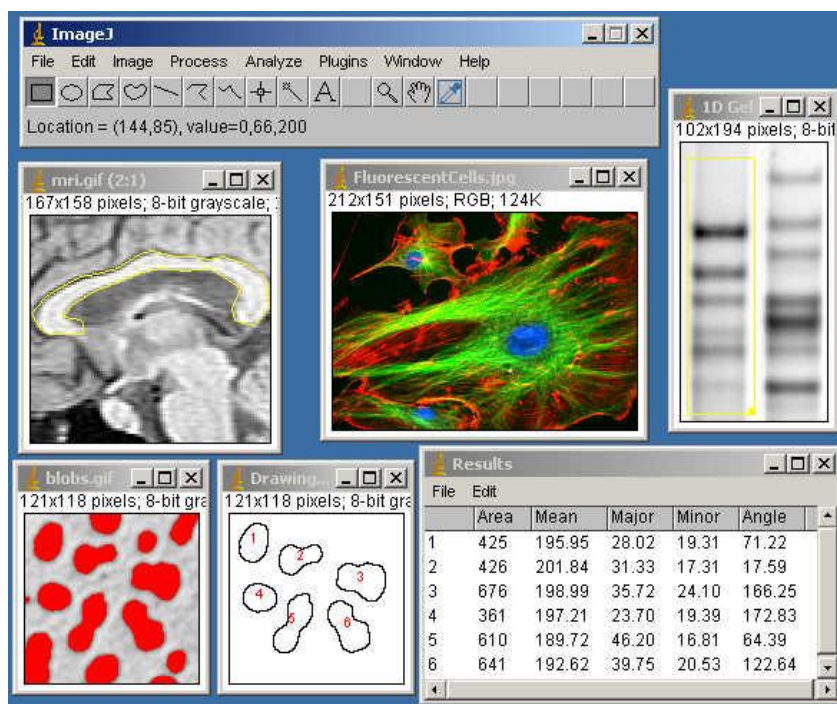 ImageJ
File Edit Image Process Analyze Plugins Window Help
A
Location = (144,85), value=0,66,200
1D Gel
102x194 pixels; 8-bit
mri.gif (2:1)
167x158 pixels; 8-bit grayscale;
FluorescentCells.jpg
212x151 pixels; RGB; 124K
blobs.gif
121x118 pixels; 8-bit gra
Drawing...
121x118 pixels; 8-bit gra
1
2
3
4
5
6
Results
File Edit
Area Mean Major Minor Angle
1 425 195.95 28.02 19.31 71.22
2 426 201.84 31.33 17.31 17.59
3 676 198.99 35.72 24.10 166.25
4 361 197.21 23.70 19.39 172.83
5 610 189.72 46.20 16.81 64.39
6 641 192.62 39.75 20.53 122.64